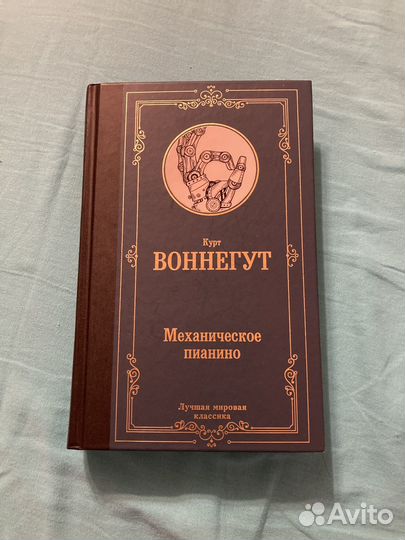 Курт
ВОННЕГУТ
Механическое
пианино
Лучшая мировая
классика
Avito